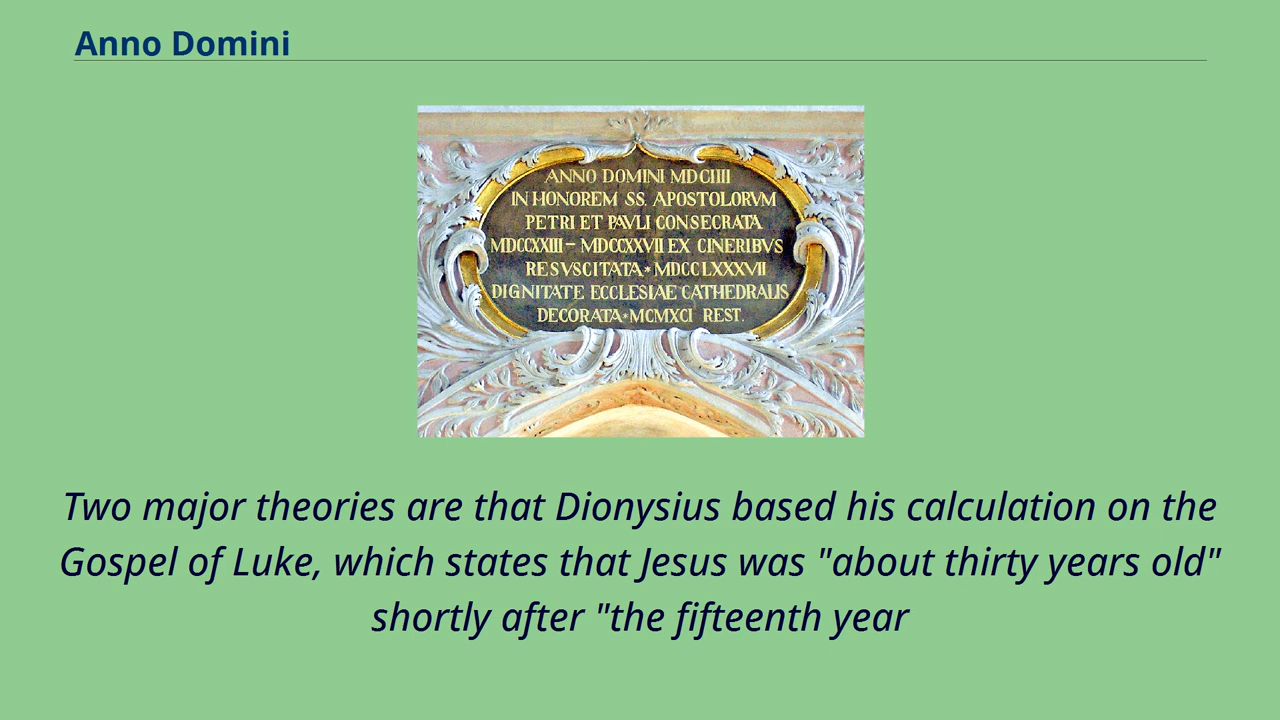 Anno Domini
ANNO DOMINI MDCIIII
IN HONOREM SS. APOSTOLORVM
PETRI ET PAVLI CONSECRATA
MDCCXXIII – MDCCXXVII EX CINERIBVS
RESVSCITATA * MDCCLXXXVII
DIGNITATE ECCLESIAE CATHEDRALIS
DECORATA * MCMXCI REST.
Two major theories are that Dionysius based his calculation on the
Gospel of Luke, which states that Jesus was "about thirty years old"
shortly after "the fifteenth year